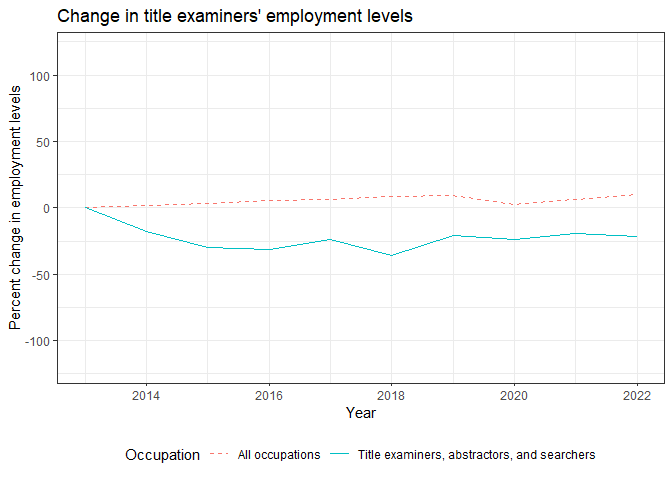 Change in title examiners' employment levels
Percent change in employment levels
100
50
0
-50
-100
2014 2016 2018 2020 2022
Year
Occupation All occupations Title examiners, abstractors, and searchers